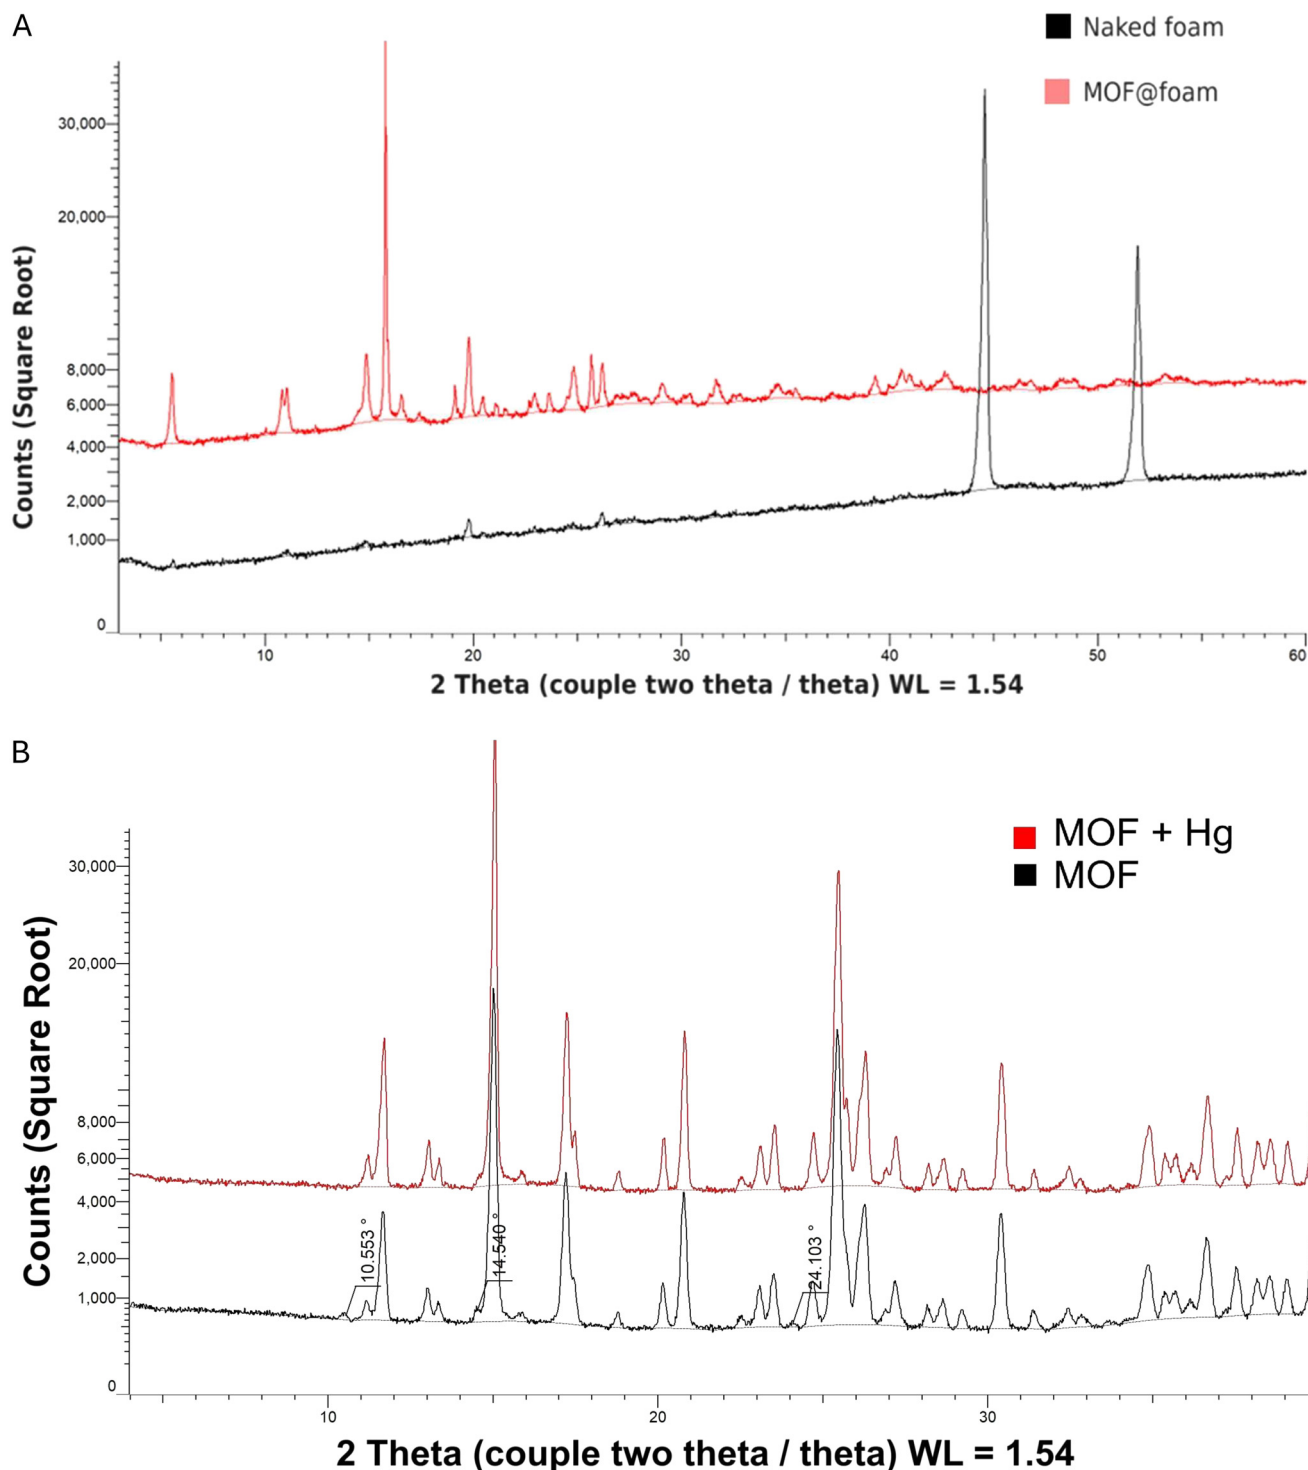 A
Naked foam
MOF@foam
Counts (Square Root)
30,000
20,000
8,000
6,000
4,000
2,000
1,000
0
10 20 30 40 50 60
2 Theta (couple two theta / theta) WL = 1.54
B
MOF + Hg
MOF
Counts (Square Root)
30,000
20,000
8,000
6,000
4,000
2,000
1,000
0
10.553 °
14.540 °
24.103 °
10 20 30
2 Theta (couple two theta / theta) WL = 1.54